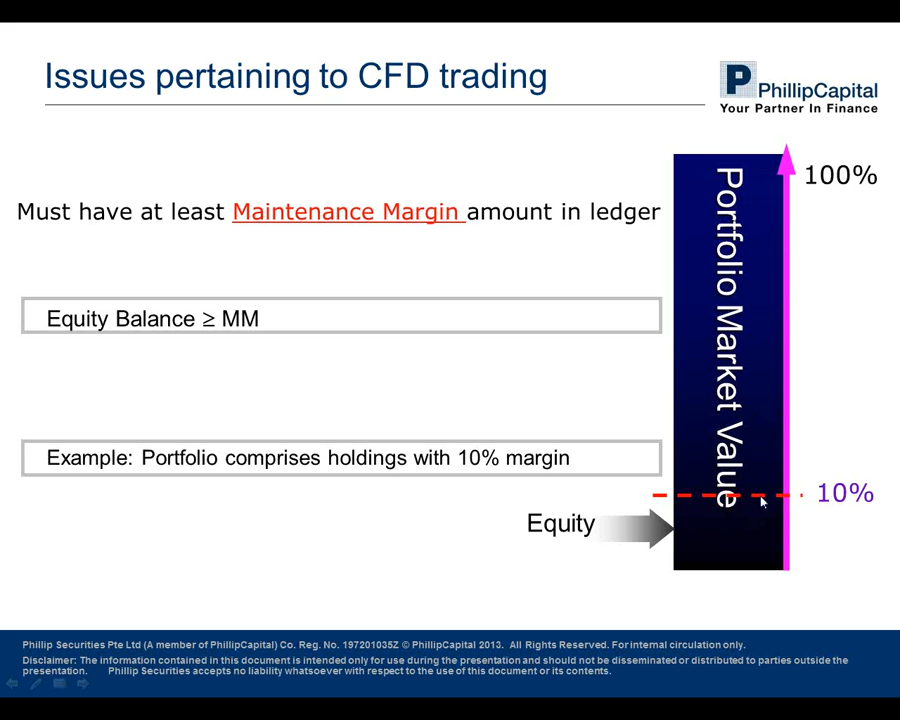 Issues pertaining to CFD trading
P PhillipCapital
Your Partner In Finance
100%
Must have at least Maintenance Margin amount in ledger
Portfolio Market Value
Equity Balance ≥ MM
Example: Portfolio comprises holdings with 10% margin
10%
Equity
Phillip Securities Pte Ltd (A member of PhillipCapital) Co. Reg. No. 197201035Z © PhillipCapital 2013. All Rights Reserved. For internal circulation only.
Disclaimer: The information contained in this document is intended only for use during the presentation and should not be disseminated or distributed to parties outside the
presentation. Phillip Securities accepts no liability whatsoever with respect to the use of this document or its contents.